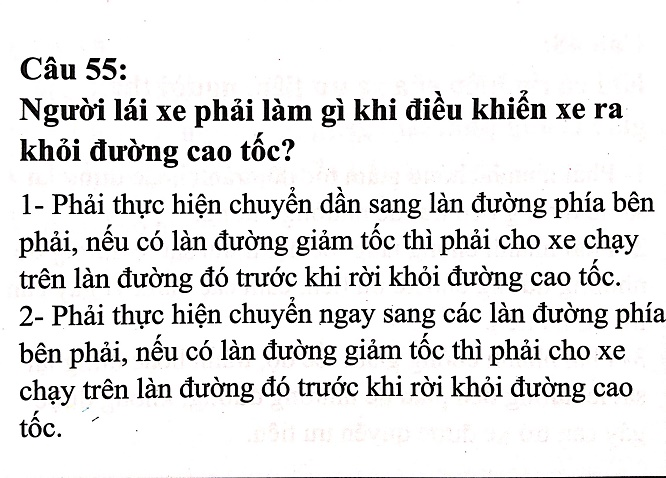 Câu 55:
Người lái xe phải làm gì khi điều khiển xe ra
khỏi đường cao tốc?
1- Phải thực hiện chuyển dần sang làn đường phía bên
phải, nếu có làn đường giảm tốc thì phải cho xe chạy
trên làn đường đó trước khi rời khỏi đường cao tốc.
2- Phải thực hiện chuyển ngay sang các làn đường phía
bên phải, nếu có làn đường giảm tốc thì phải cho xe
chạy trên làn đường đó trước khi rời khỏi đường cao
tốc.